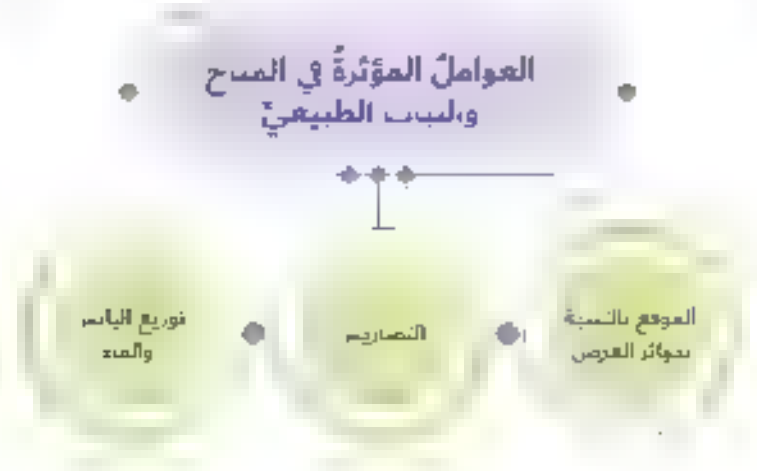 العواملُ المؤثرةُ في المناخ
والنبات الطبيعيّ
الموقع بالنسبة
لدوائر العرض
التضاريس
توزيع اليابس
والماء